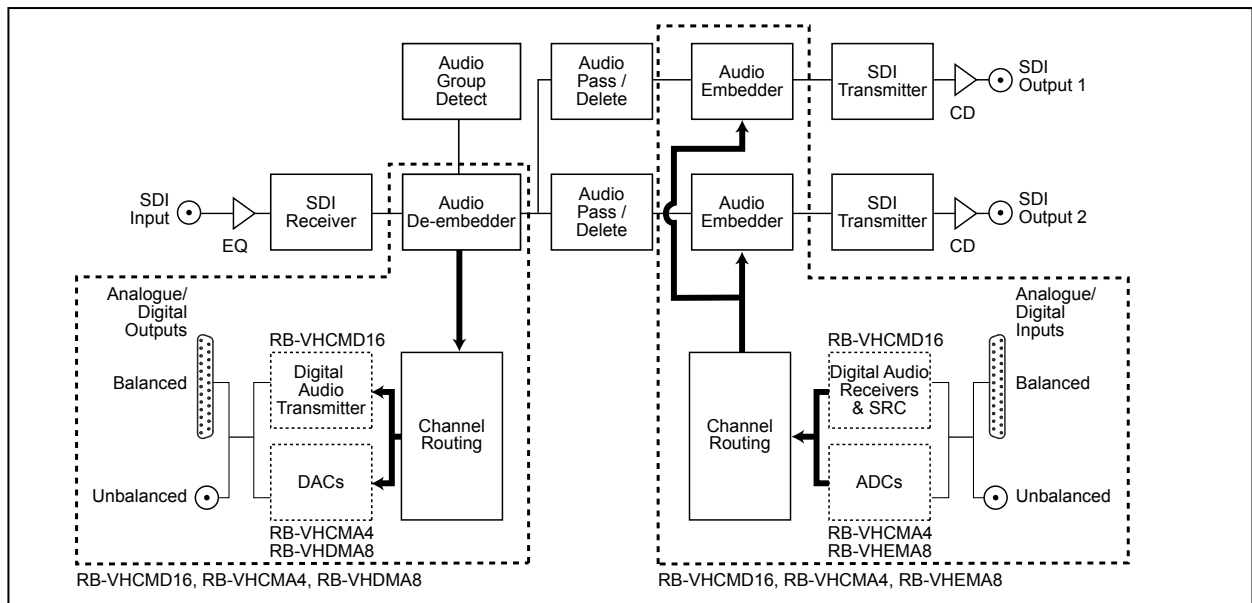 Audio
Group
Detect
Audio
Pass /
Delete
Audio
Embedder
SDI
Transmitter
CD
SDI
Output 1
SDI
Input
EQ
SDI
Receiver
Audio
De-embedder
Audio
Pass /
Delete
Audio
Embedder
SDI
Transmitter
CD
SDI
Output 2
Analogue/
Digital
Outputs
Balanced
Unbalanced
RB-VHCMD16
Digital
Audio
Transmitter
DACs
RB-VHCMA4
RB-VHDMA8
Channel
Routing
RB-VHCMD16, RB-VHCMA4, RB-VHDMA8
Channel
Routing
RB-VHCMD16
Digital Audio
Receivers
& SRC
ADCs
RB-VHCMA4
RB-VHEMA8
Analogue/
Digital
Inputs
Balanced
Unbalanced
RB-VHCMD16, RB-VHCMA4, RB-VHEMA8